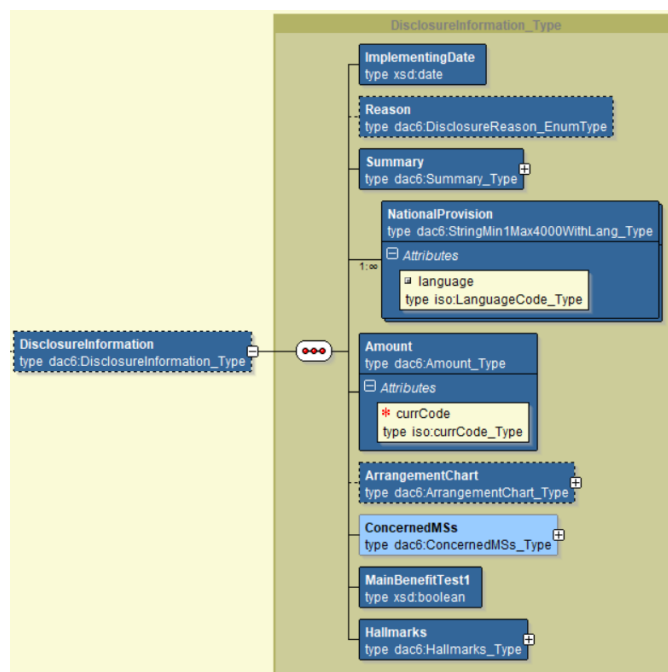 DisclosureInformation_Type
ImplementingDate
type xsd:date
Reason
type dac6:DisclosureReason_EnumType
Summary
type dac6:Summary_Type
NationalProvision
type dac6:StringMin1Max4000WithLang_Type
Attributes
1:∞
language
type iso:LanguageCode_Type
DisclosureInformation
type dac6:DisclosureInformation_Type
Amount
type dac6:Amount_Type
Attributes
* currCode
type iso:currCode_Type
ArrangementChart
type dac6:ArrangementChart_Type
ConcernedMSs
type dac6:ConcernedMSs_Type
MainBenefitTest1
type xsd:boolean
Hallmarks
type dac6:Hallmarks_Type